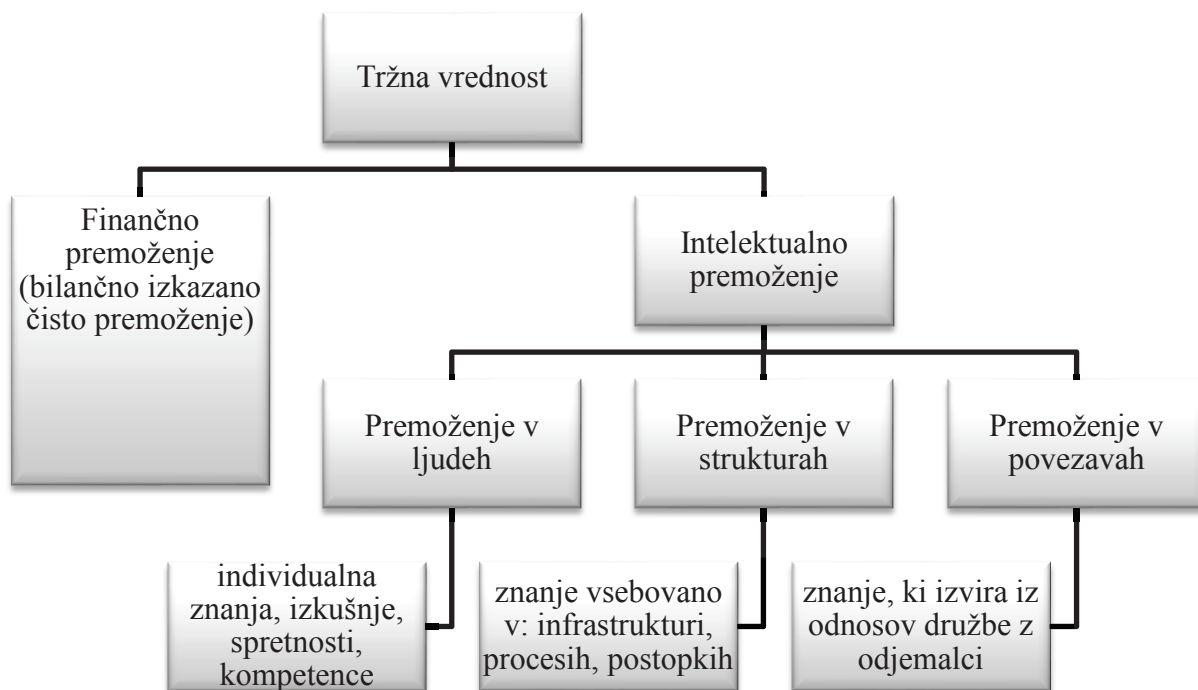 Tržna vrednost
Finančno
premoženje
(bilančno izkazano
čisto premoženje)
Intelektualno
premoženje
Premoženje v
ljudeh
Premoženje v
strukturah
Premoženje v
povezavah
individualna
znanja, izkušnje,
spretnosti,
kompetence
znanje vsebovano
v: infrastrukturi,
procesih, postopkih
znanje, ki izvira iz
odnosov družbe z
odjemalci